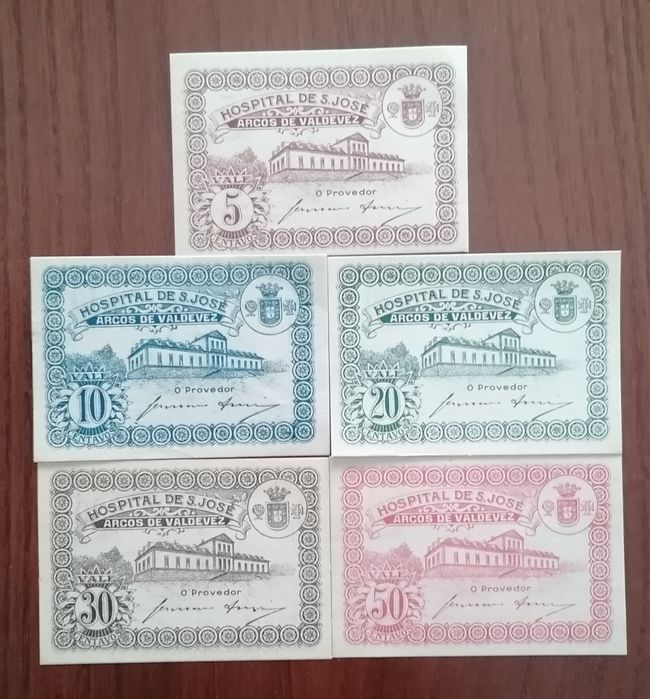 HOSPITAL DE S. JOSÉ
ARCOS DE VALDEVEZ
O Provedor
VALE
5
CENTAVOS
HOSPITAL DE S. JOSÉ
ARCOS DE VALDEVEZ
O Provedor
VALE
10
CENTAVOS
HOSPITAL DE S. JOSÉ
ARCOS DE VALDEVEZ
O Provedor
VALE
20
CENTAVOS
HOSPITAL DE S. JOSÉ
ARCOS DE VALDEVEZ
O Provedor
VALE
30
CENTAVOS
HOSPITAL DE S. JOSÉ
ARCOS DE VALDEVEZ
O Provedor
VALE
50
CENTAVOS